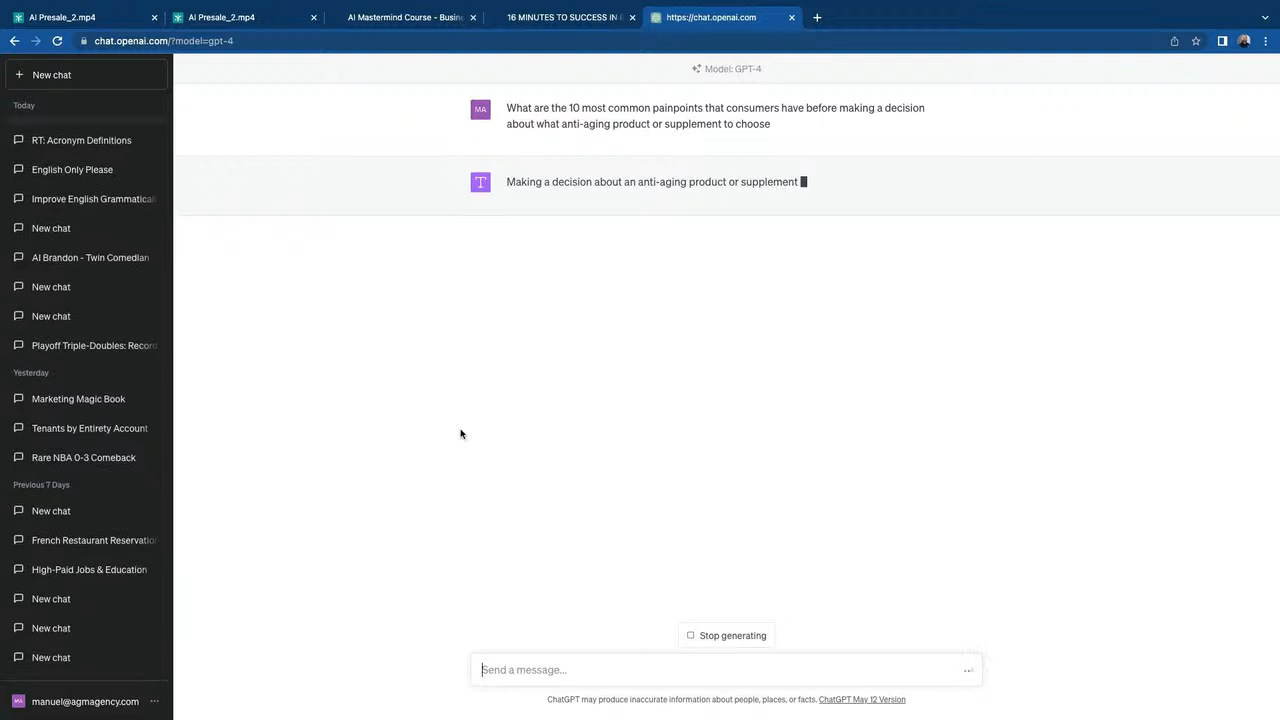 AI Presale_2.mp4
AI Presale_2.mp4
AI Mastermind Course - Busine
16 MINUTES TO SUCCESS IN E
https://chat.openai.com
chat.openai.com/?model=gpt-4
New chat
Today
RT: Acronym Definitions
English Only Please
Improve English Grammatical
New chat
AI Brandon - Twin Comedian
New chat
New chat
Playoff Triple-Doubles: Record
Yesterday
Marketing Magic Book
Tenants by Entirety Account
Rare NBA 0-3 Comeback
Previous 7 Days
New chat
French Restaurant Reservation
High-Paid Jobs & Education
New chat
New chat
New chat
MA
manuel@agmagency.com
Model: GPT-4
MA
What are the 10 most common painpoints that consumers have before making a decision
about what anti-aging product or supplement to choose
T
Making a decision about an anti-aging product or supplement
Stop generating
Send a message...
ChatGPT may produce inaccurate information about people, places, or facts. ChatGPT May 12 Version